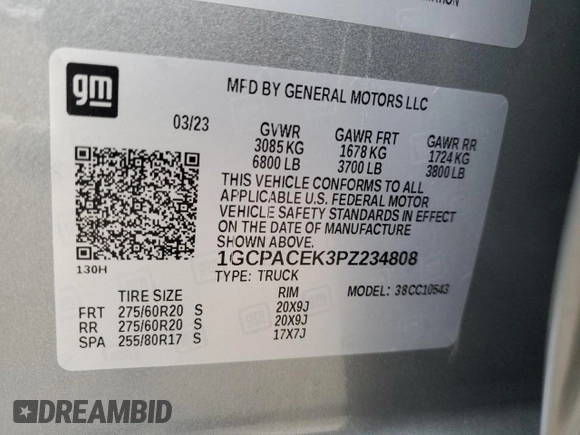 RMATION
gm
MFD BY GENERAL MOTORS LLC
03/23
GVWR GAWR FRT GAWR RR
3085 KG 1678 KG 1724 KG
6800 LB 3700 LB 3800 LB
THIS VEHICLE CONFORMS TO ALL
APPLICABLE U.S. FEDERAL MOTOR
VEHICLE SAFETY STANDARDS IN EFFECT
ON THE DATE OF MANUFACTURE
SHOWN ABOVE.
130H
1GCPACEK3PZ234808
TYPE: TRUCK MODEL: 38CC10543
TIRE SIZE RIM
FRT 275/60R20 S 20X9J
RR 275/60R20 S 20X9J
SPA 255/80R17 S 17X7J
DREAMBID